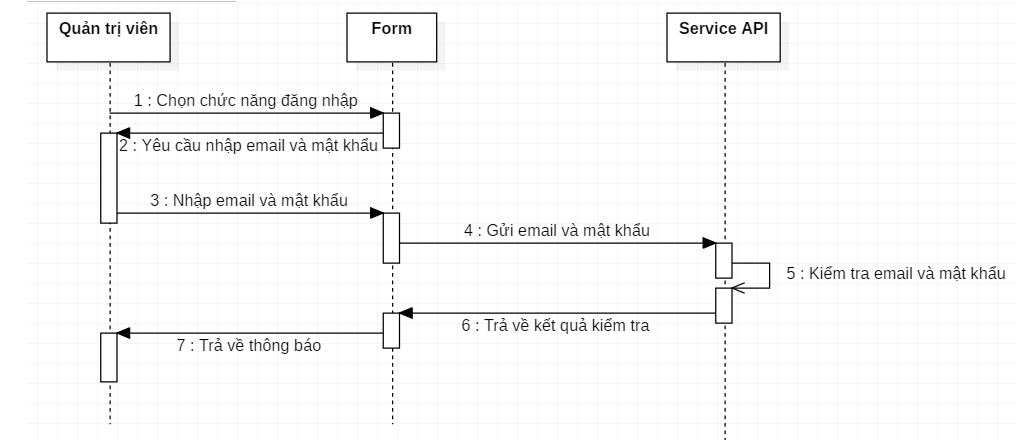 Quản trị viên
Form
Service API
1 : Chọn chức năng đăng nhập
2 : Yêu cầu nhập email và mật khẩu
3 : Nhập email và mật khẩu
4 : Gửi email và mật khẩu
5 : Kiểm tra email và mật khẩu
6 : Trả về kết quả kiểm tra
7 : Trả về thông báo